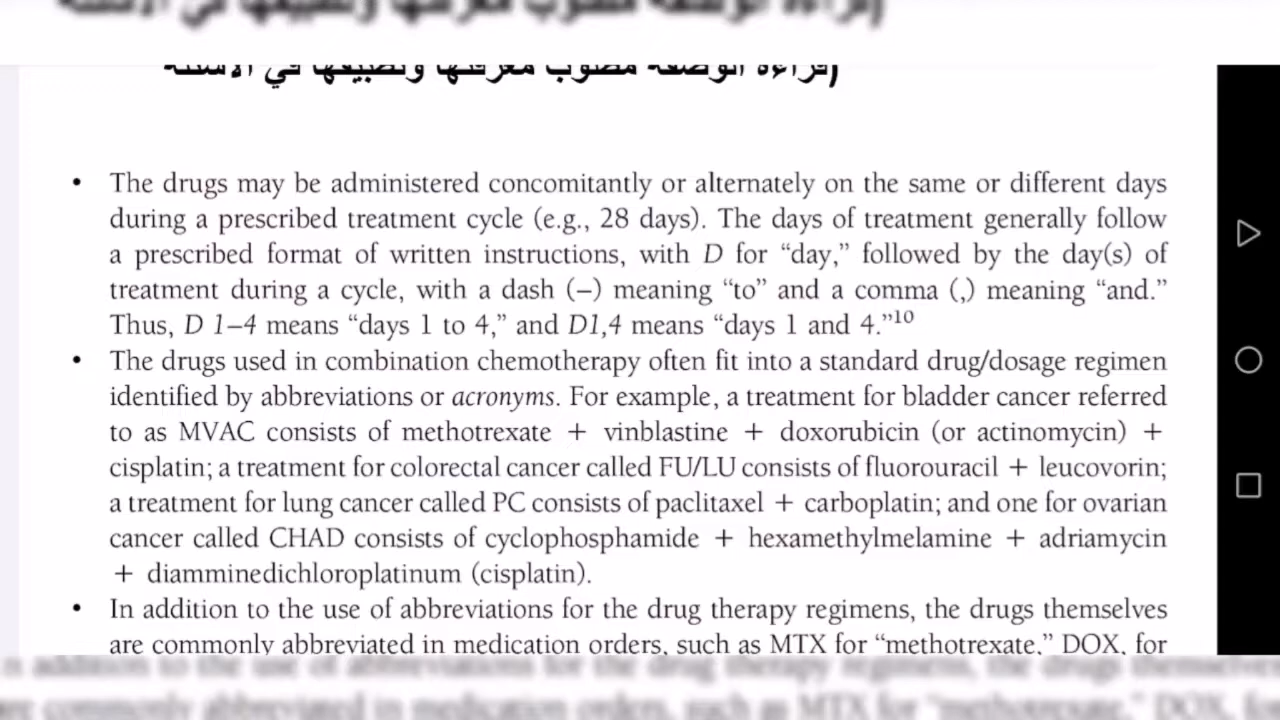 (قراءة الوصفة مطلوب معرفتها وتطبيقها في الاسئلة
• The drugs may be administered concomitantly or alternately on the same or different days
during a prescribed treatment cycle (e.g., 28 days). The days of treatment generally follow
a prescribed format of written instructions, with D for “day,” followed by the day(s) of
treatment during a cycle, with a dash (–) meaning “to” and a comma (,) meaning “and.”
Thus, D 1–4 means “days 1 to 4,” and D1,4 means “days 1 and 4.”10
• The drugs used in combination chemotherapy often fit into a standard drug/dosage regimen
identified by abbreviations or acronyms. For example, a treatment for bladder cancer referred
to as MVAC consists of methotrexate + vinblastine + doxorubicin (or actinomycin) +
cisplatin; a treatment for colorectal cancer called FU/LU consists of fluorouracil + leucovorin;
a treatment for lung cancer called PC consists of paclitaxel + carboplatin; and one for ovarian
cancer called CHAD consists of cyclophosphamide + hexamethylmelamine + adriamycin
+ diamminedichloroplatinum (cisplatin).
• In addition to the use of abbreviations for the drug therapy regimens, the drugs themselves
are commonly abbreviated in medication orders, such as MTX for “methotrexate,” DOX, for